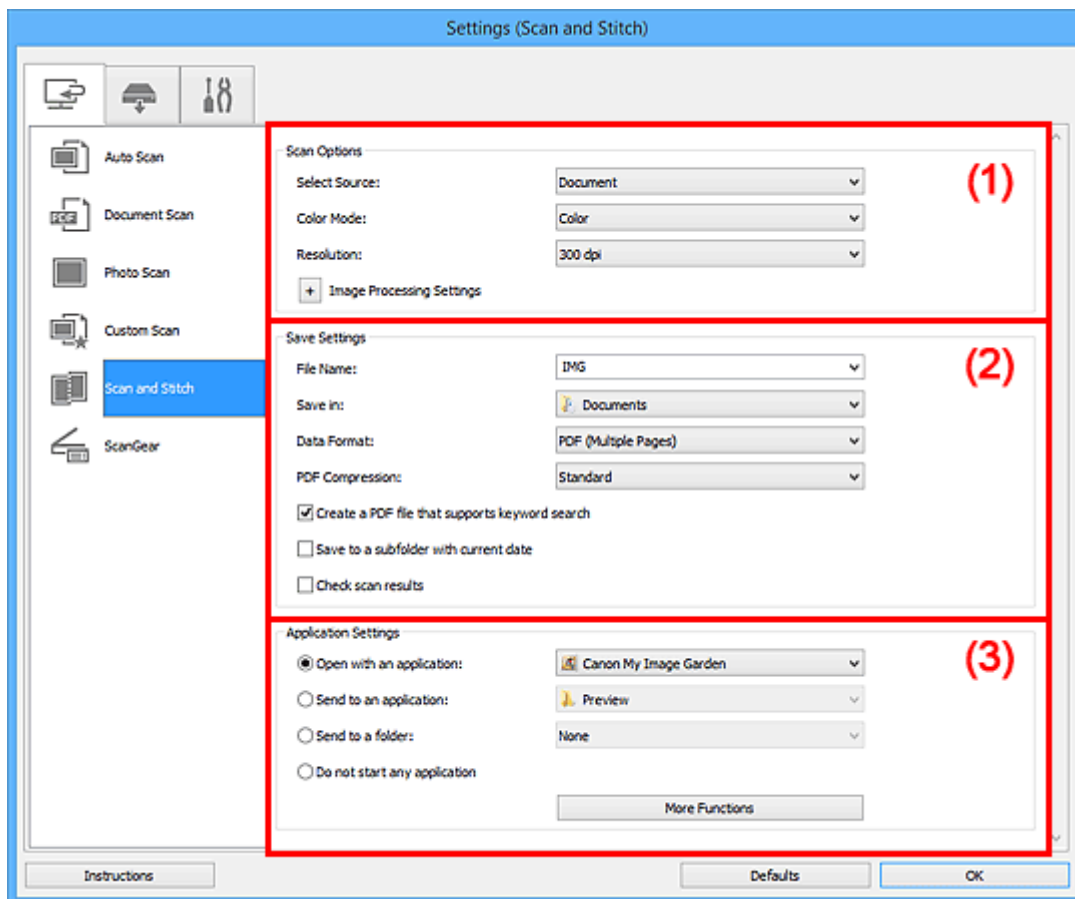 Settings (Scan and Stitch)
Auto Scan
PDF
Document Scan
Photo Scan
Custom Scan
Scan and Stitch
ScanGear
Scan Options
(1)
Select Source: Document
Color Mode: Color
Resolution: 300 dpi
+ Image Processing Settings
Save Settings
(2)
File Name: IMG
Save in: Documents
Data Format: PDF (Multiple Pages)
PDF Compression: Standard
Create a PDF file that supports keyword search
Save to a subfolder with current date
Check scan results
Application Settings
(3)
Open with an application: Canon My Image Garden
Send to an application: Preview
Send to a folder: None
Do not start any application
More Functions
Instructions Defaults OK